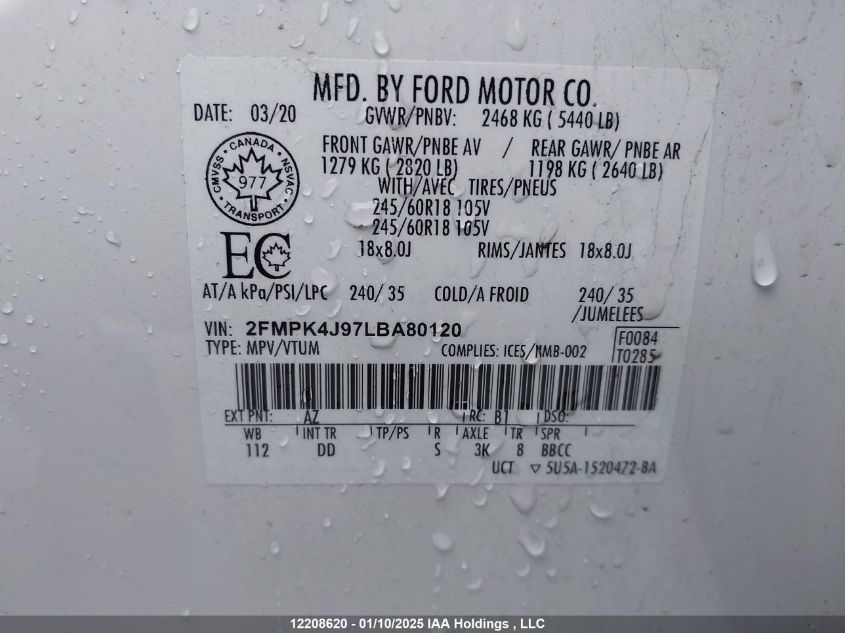 MFD. BY FORD MOTOR CO.
DATE: 03/20 GVWR/PNBV: 2468 KG ( 5440 LB)
FRONT GAWR/PNBE AV / REAR GAWR/ PNBE AR
1279 KG ( 2820 LB) 1198 KG ( 2640 LB)
WITH/AVEC TIRES/PNEUS
245/60R18 105V
245/60R18 105V
18x8.0J RIMS/JANTES 18x8.0J
CMVSS · CANADA · NSVAC
977
· TRANSPORT ·
EC
AT/A kPa/PSI/LPC 240/ 35 COLD/A FROID 240/ 35
/JUMELEES
VIN: 2FMPK4J97LBA80120
TYPE: MPV/VTUM COMPLIES: ICES/NMB-002
F0084
T0285
EXT PNT: AZ RC: B1 DSO:
WB INT TR TP/PS R AXLE TR SPR
112 DD S 3K 8 BBCC
UCT ▽ 5U5A-1520472-BA
12208620 - 01/10/2025 IAA Holdings , LLC